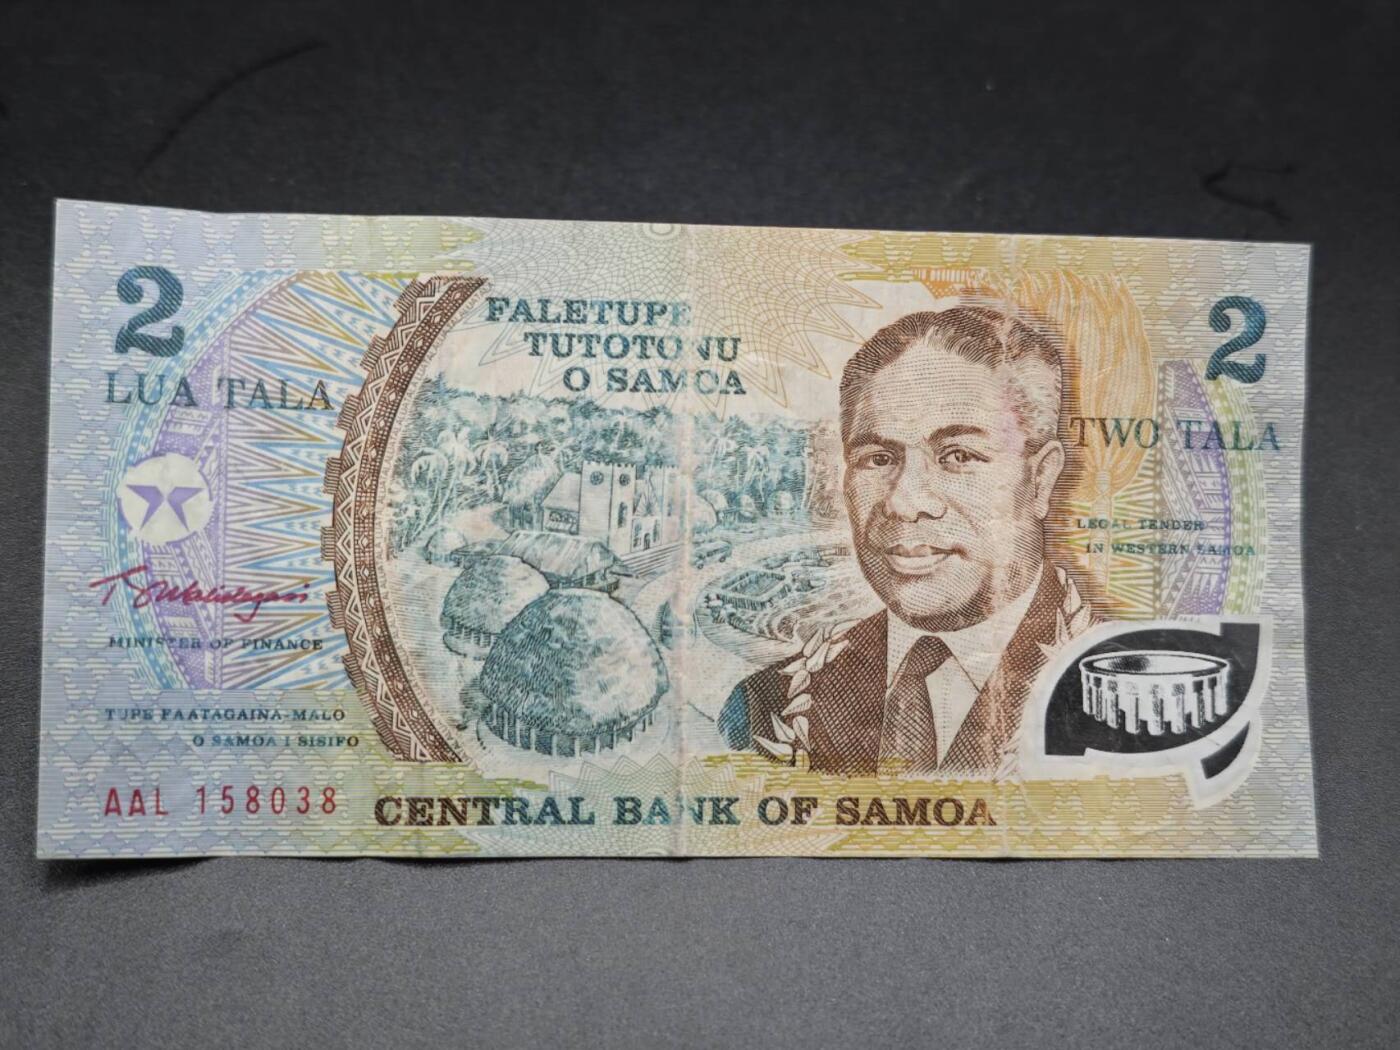 2
LUA TALA
FALETUPE
TUTOTONU
O SAMOA
2
TWO TALA
LEGAL TENDER
IN WESTERN SAMOA
MINISTER OF FINANCE
TUPE FAATAGAINA-MALO
O SAMOA I SISIFO
AAL 158038
CENTRAL BANK OF SAMOA